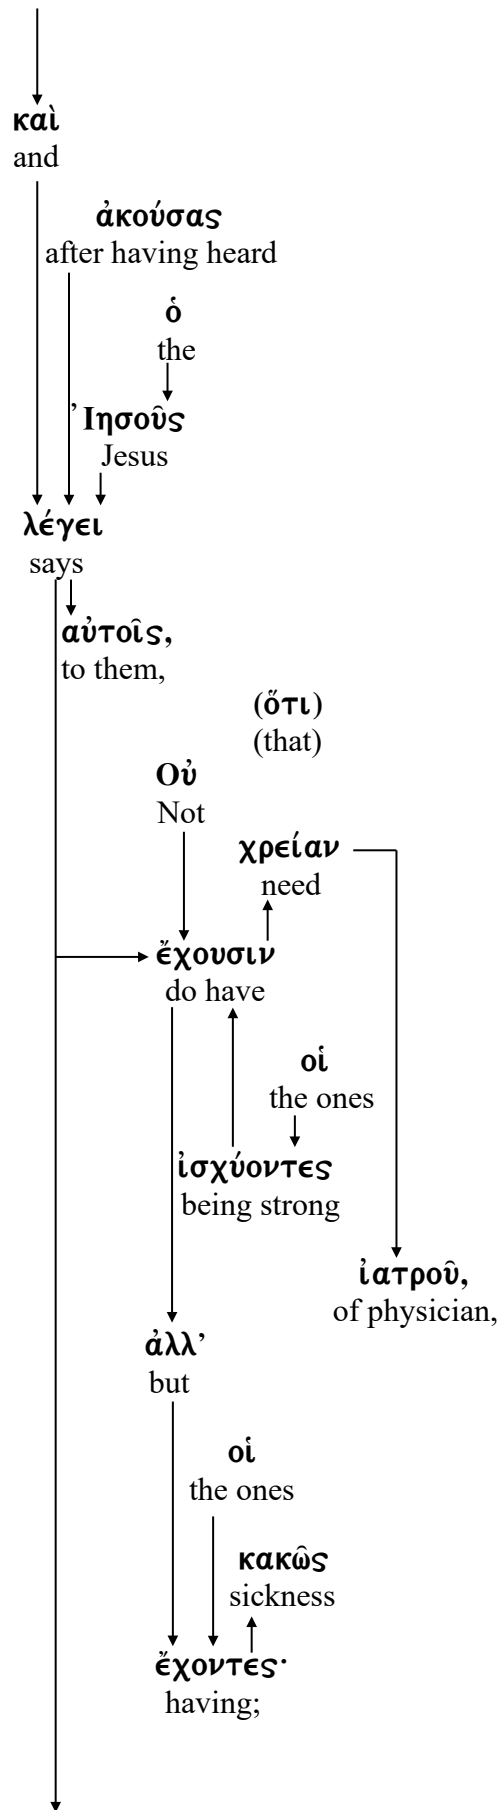 καὶ
and
ἀκούσας
after having heard
ὁ
the
Ἰησοῦς
Jesus
λέγει
says
αὐτοῖς,
to them,
(ὅτι)
(that)
Οὐ
Not
χρείαν
need
ἔχουσιν
do have
οἱ
the ones
ἰσχύοντες
being strong
ἰατροῦ,
of physician,
ἀλλ’
but
οἱ
the ones
κακῶς
sickness
ἔχοντες·
having;